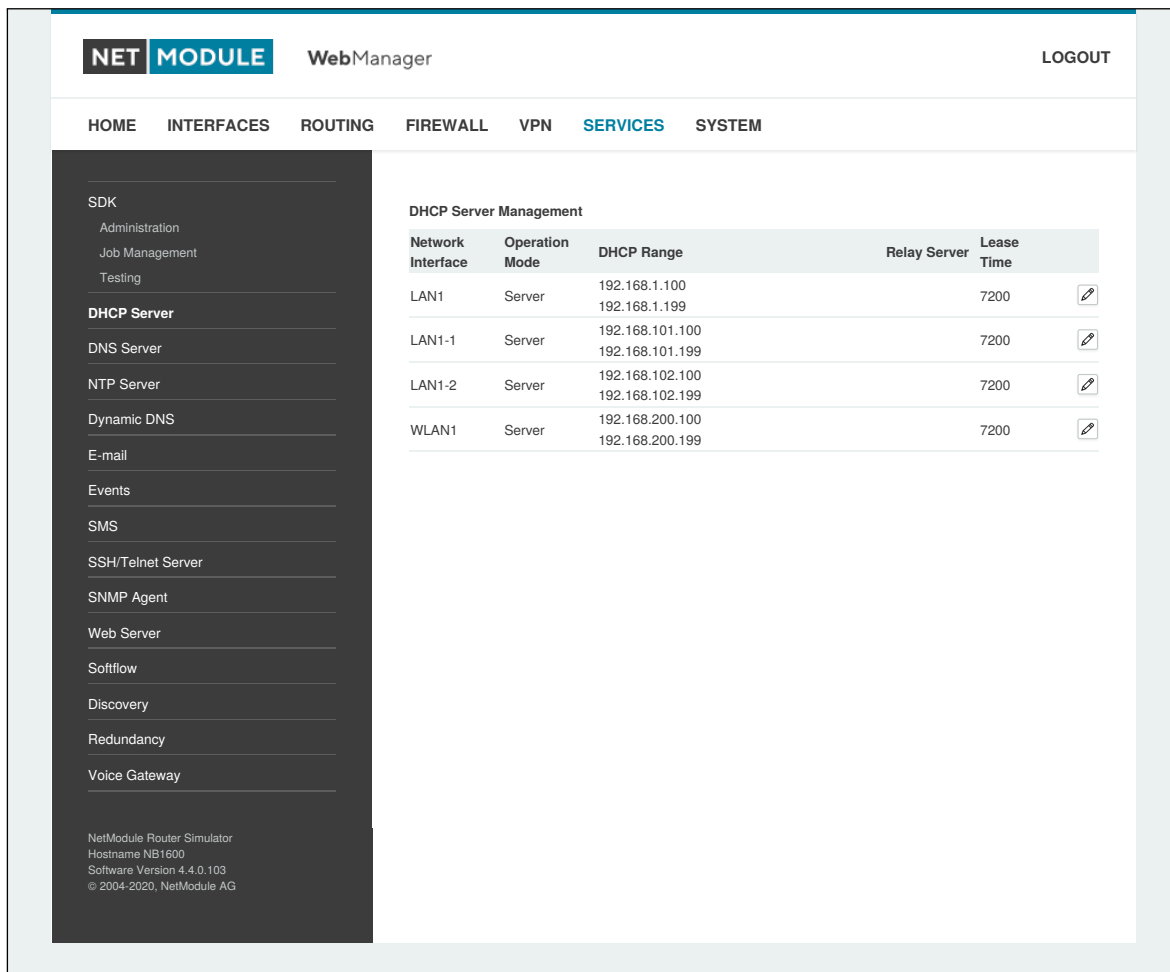 NET MODULE WebManager LOGOUT
HOME INTERFACES ROUTING FIREWALL VPN SERVICES SYSTEM
SDK
Administration
Job Management
Testing
DHCP Server
DNS Server
NTP Server
Dynamic DNS
E-mail
Events
SMS
SSH/Telnet Server
SNMP Agent
Web Server
Softflow
Discovery
Redundancy
Voice Gateway
NetModule Router Simulator
Hostname NB1600
Software Version 4.4.0.103
© 2004-2020, NetModule AG
DHCP Server Management
Network Operation DHCP Range Relay Server Lease
Interface Mode Time
LAN1 Server 192.168.1.100 7200
192.168.1.199
LAN1-1 Server 192.168.101.100 7200
192.168.101.199
LAN1-2 Server 192.168.102.100 7200
192.168.102.199
WLAN1 Server 192.168.200.100 7200
192.168.200.199